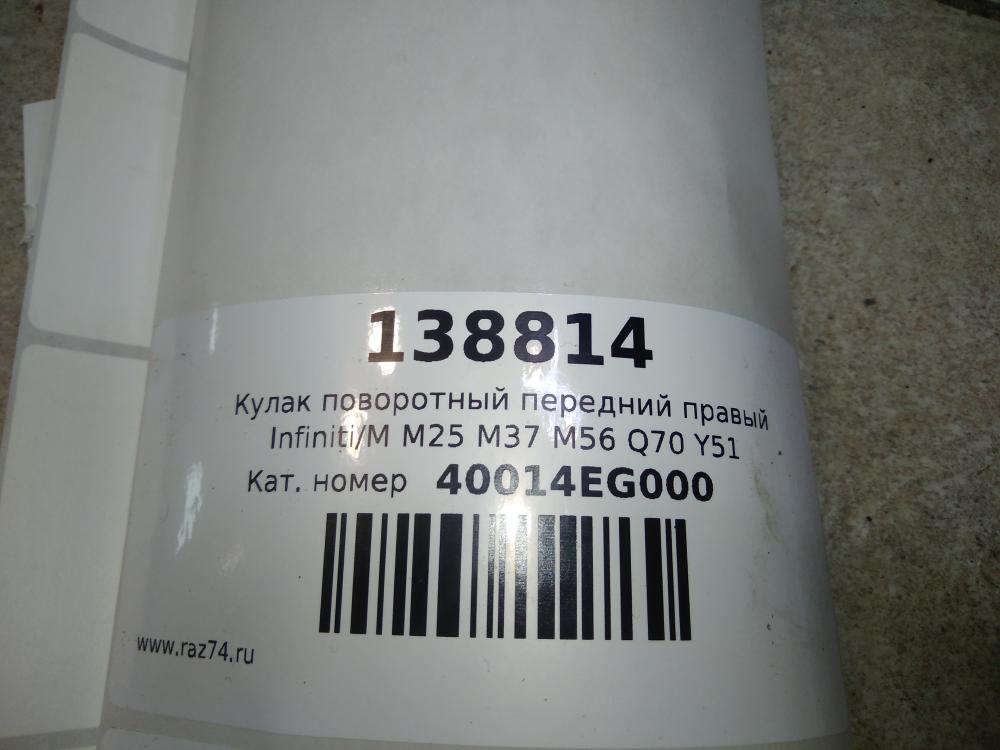 138814
Кулак поворотный передний правый
Infiniti/M M25 M37 M56 Q70 Y51
Кат. номер 40014EG000
www.raz74.ru